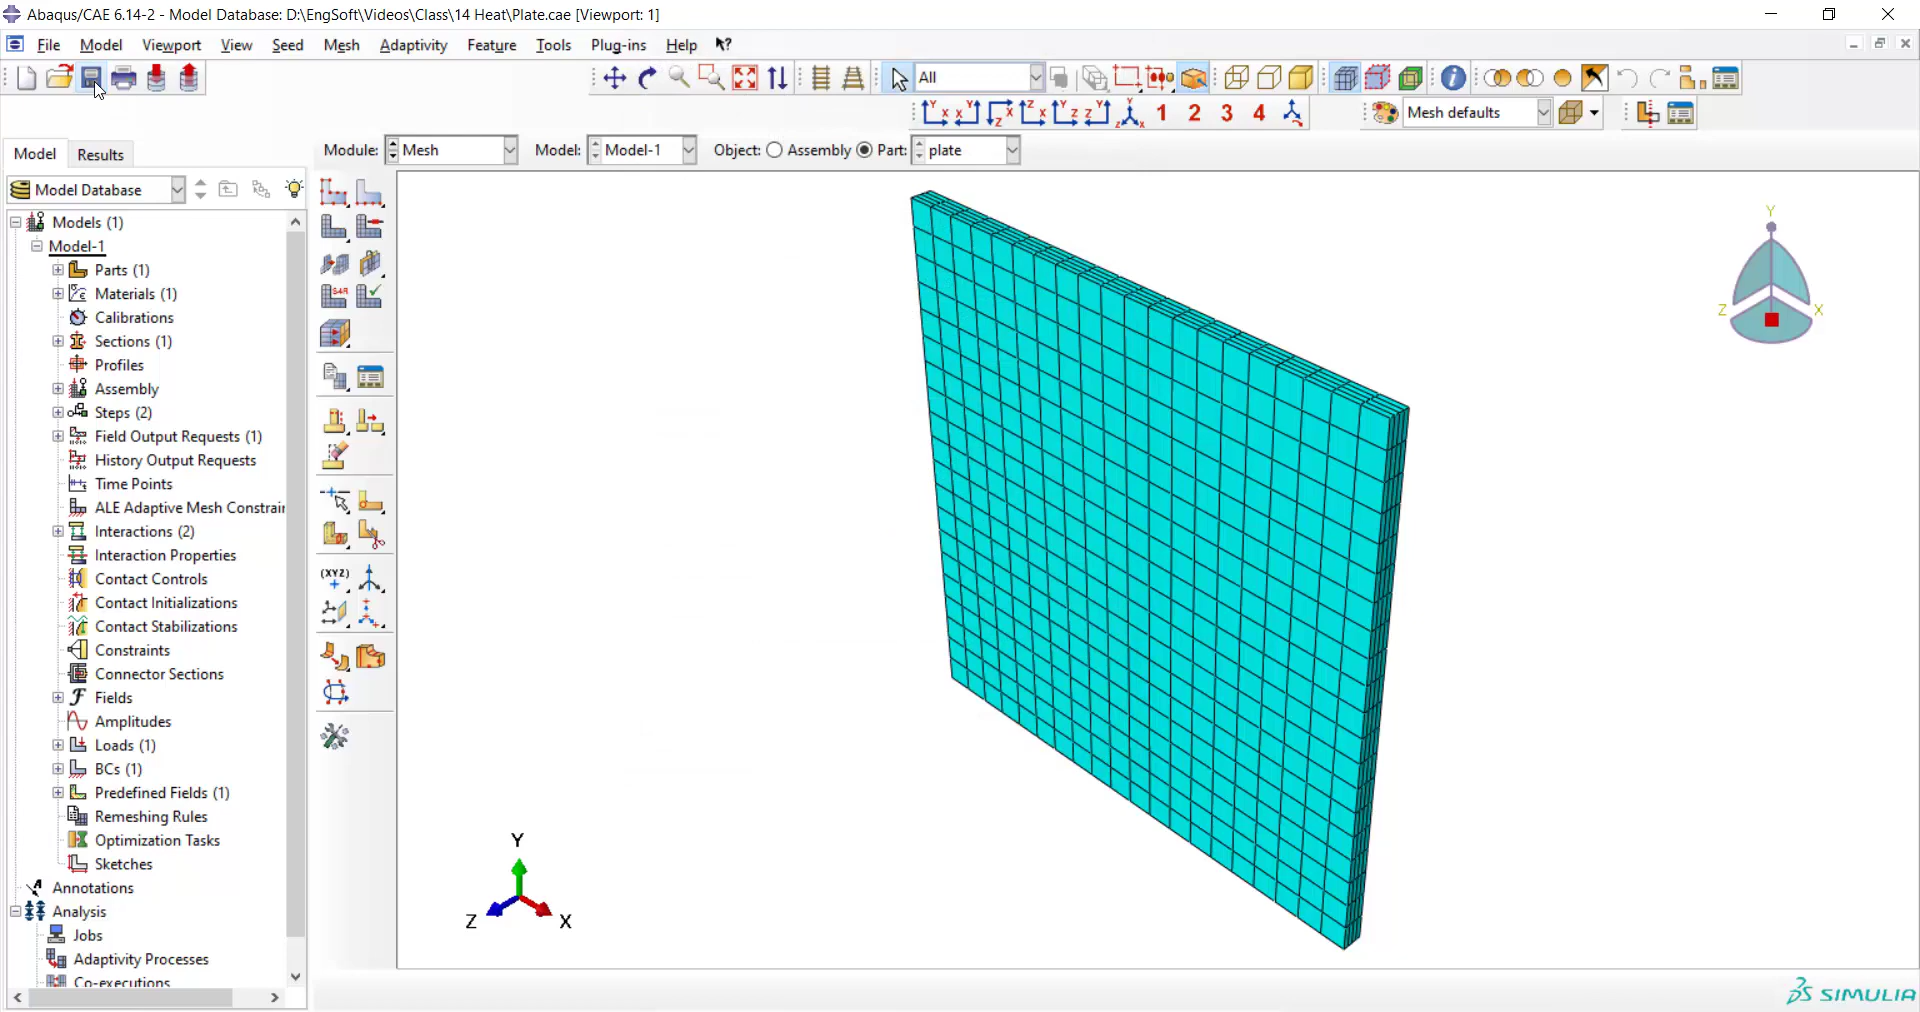 Abaqus/CAE 6.14-2 - Model Database: D:\EngSoft\Videos\Class\14 Heat\Plate.cae [Viewport: 1]
File Model Viewport View Seed Mesh Adaptivity Feature Tools Plug-ins Help
All
1 2 3 4
Mesh defaults
Model Results
Module: Mesh Model: Model-1 Object: Assembly Part: plate
Model Database
Models (1)
Model-1
Parts (1)
Materials (1)
Calibrations
Sections (1)
Profiles
Assembly
Steps (2)
Field Output Requests (1)
History Output Requests
Time Points
ALE Adaptive Mesh Constrain
Interactions (2)
Interaction Properties
Contact Controls
Contact Initializations
Contact Stabilizations
Constraints
Connector Sections
Fields
Amplitudes
Loads (1)
BCs (1)
Predefined Fields (1)
Remeshing Rules
Optimization Tasks
Sketches
Annotations
Analysis
Jobs
Adaptivity Processes
Co-executions
(XYZ)
Y
Z X
Y
Z X
SIMULIA